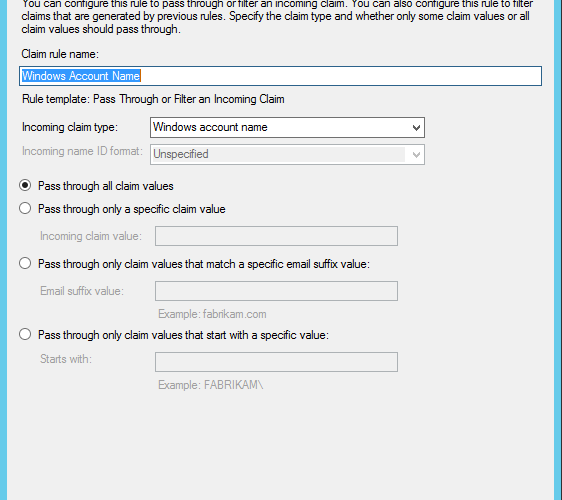 You can configure this rule to pass through or filter an incoming claim. You can also configure this rule to filter
claims that are generated by previous rules. Specify the claim type and whether only some claim values or all
claim values should pass through.
Claim rule name:
Windows Account Name
Rule template: Pass Through or Filter an Incoming Claim
Incoming claim type: Windows account name
Incoming name ID format: Unspecified
Pass through all claim values
Pass through only a specific claim value
Incoming claim value:
Pass through only claim values that match a specific email suffix value:
Email suffix value:
Example: fabrikam.com
Pass through only claim values that start with a specific value:
Starts with:
Example: FABRIKAM\